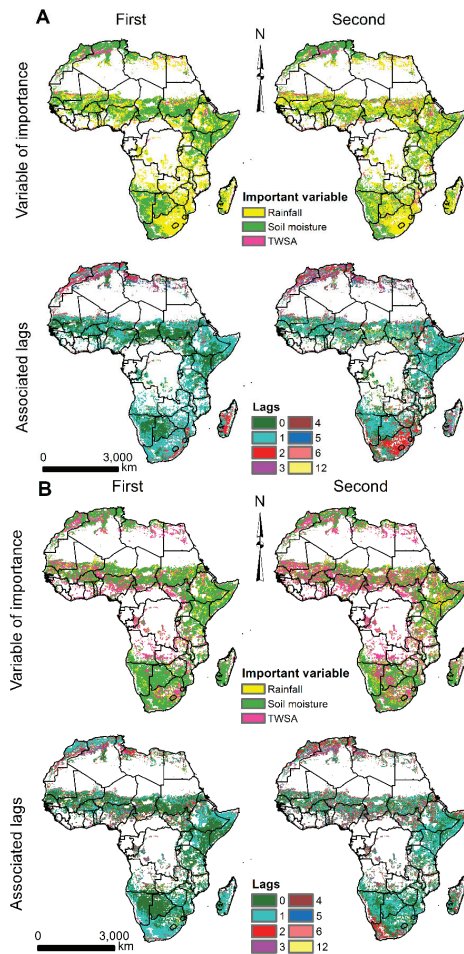 A
First
Second
N
Variable of importance
Important variable
Rainfall
Soil moisture
TWSA
Associated lags
Lags
0 4
1 5
2 6
3 12
0 3,000
km
B
First
Second
N
Variable of importance
Important variable
Rainfall
Soil moisture
TWSA
Associated lags
Lags
0 4
1 5
2 6
3 12
0 3,000
km